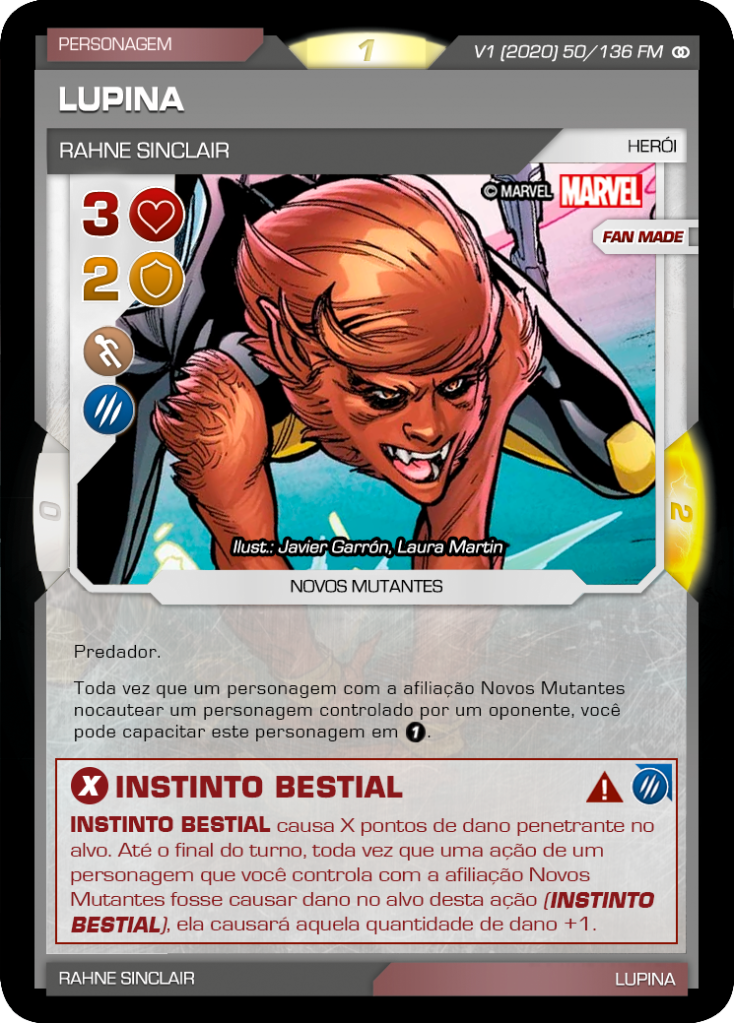 PERSONAGEM
1
V1 (2020) 50/136 FM
LUPINA
RAHNE SINCLAIR
HERÓI
© MARVEL MARVEL
3
FAN MADE
2
0
2
Ilust.: Javier Garrón, Laura Martin
NOVOS MUTANTES
Predador.
Toda vez que um personagem com a afiliação Novos Mutantes
nocautear um personagem controlado por um oponente, você
pode capacitar este personagem em 1.
X INSTINTO BESTIAL
INSTINTO BESTIAL causa X pontos de dano penetrante no
alvo. Até o final do turno, toda vez que uma ação de um
personagem que você controla com a afiliação Novos
Mutantes fosse causar dano no alvo desta ação (INSTINTO
BESTIAL), ela causará aquela quantidade de dano +1.
RAHNE SINCLAIR
LUPINA